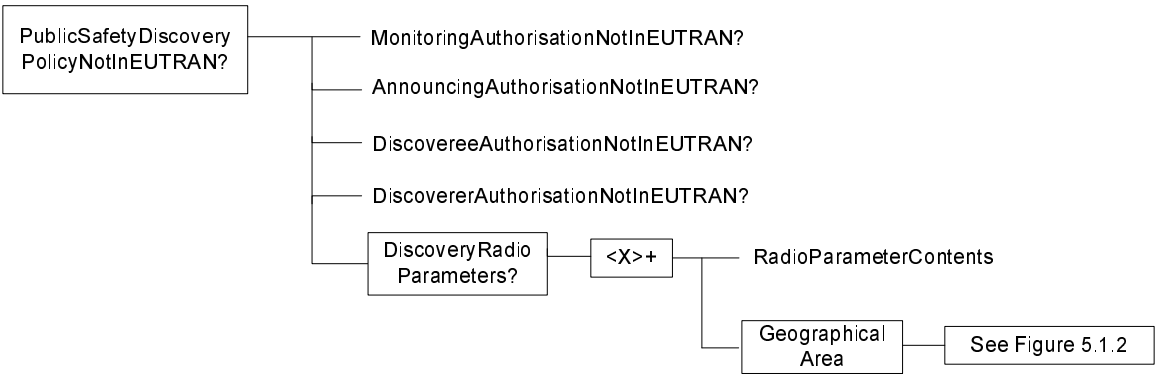 PublicSafetyDiscovery
PolicyNotInEUTRAN?
MonitoringAuthorisationNotInEUTRAN?
AnnouncingAuthorisationNotInEUTRAN?
DiscovereeAuthorisationNotInEUTRAN?
DiscovererAuthorisationNotInEUTRAN?
DiscoveryRadio
Parameters?
<X>+
RadioParameterContents
Geographical
Area
See Figure 5.1.2